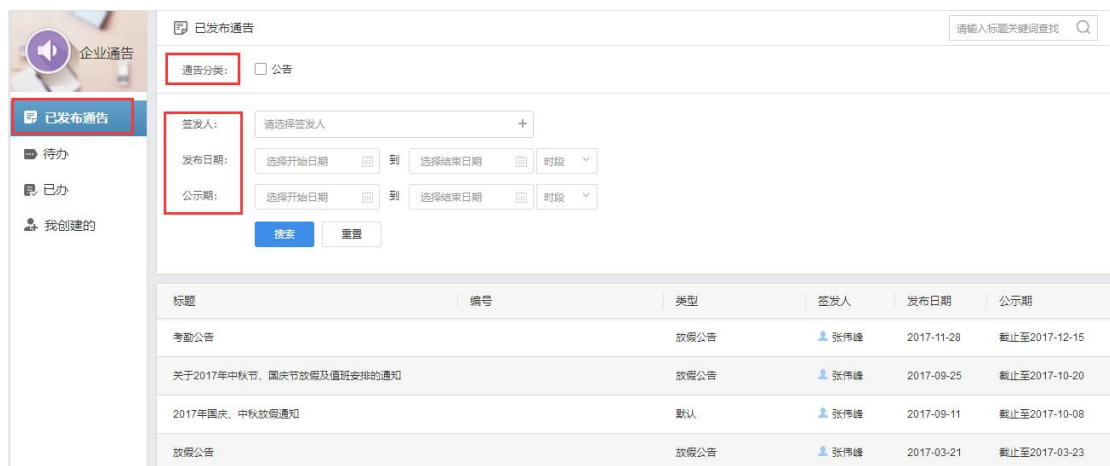 企业通告
已发布通告
待办
已办
我创建的
已发布通告
请输入标题关键词查找
通告分类: 公告
签发人: 请选择签发人 +
发布日期: 选择开始日期 到 选择结束日期 时段
公示期: 选择开始日期 到 选择结束日期 时段
搜索 重置
标题 编号 类型 签发人 发布日期 公示期
考勤公告 放假公告 张伟峰 2017-11-28 截止至2017-12-15
关于2017年中秋节、国庆节放假及值班安排的通知 放假公告 张伟峰 2017-09-25 截止至2017-10-20
2017年国庆、中秋放假通知 默认 张伟峰 2017-09-11 截止至2017-10-08
放假公告 放假公告 张伟峰 2017-03-21 截止至2017-03-23